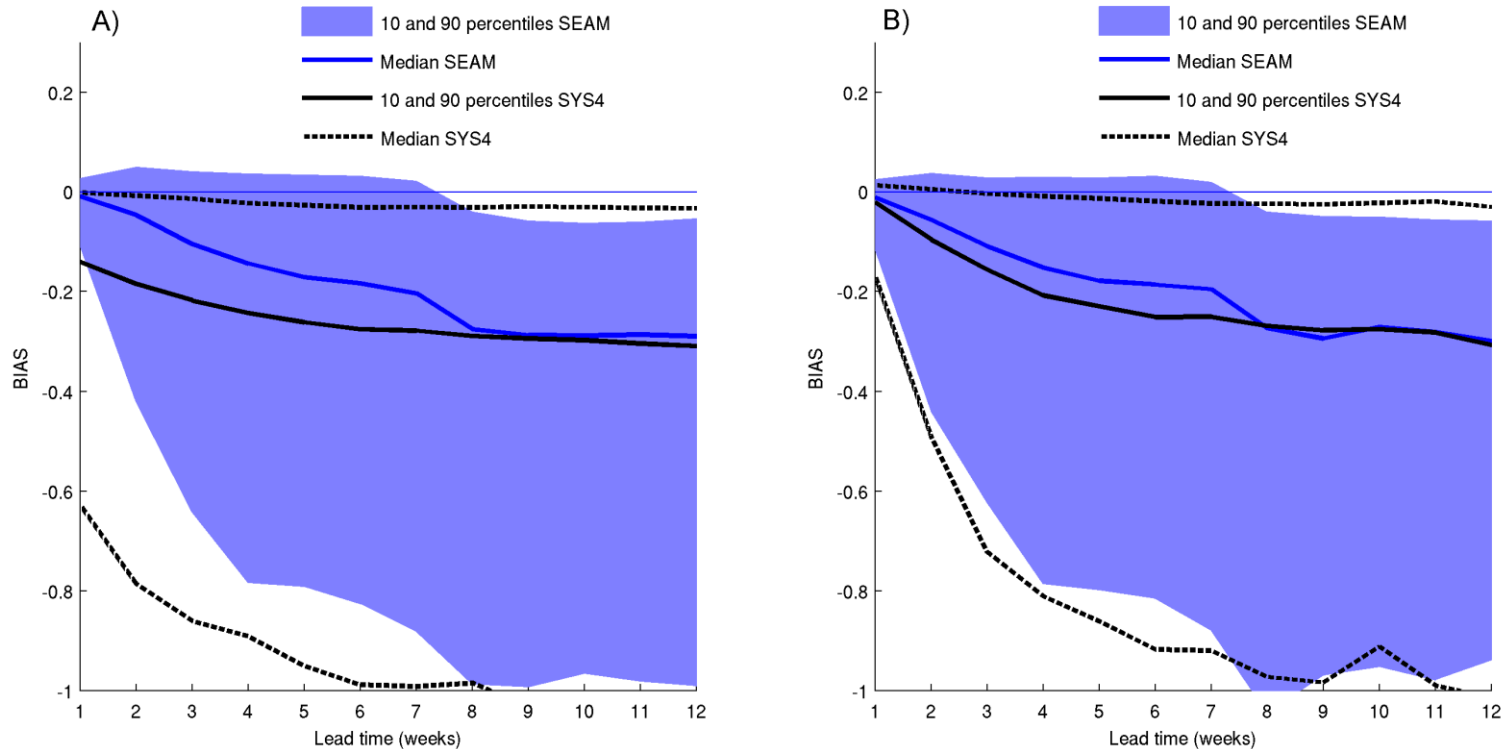 A)
10 and 90 percentiles SEAM
Median SEAM
10 and 90 percentiles SYS4
Median SYS4
0.2
0
-0.2
-0.4
-0.6
-0.8
-1
BIAS
1 2 3 4 5 6 7 8 9 10 11 12
Lead time (weeks)
B)
10 and 90 percentiles SEAM
Median SEAM
10 and 90 percentiles SYS4
Median SYS4
0.2
0
-0.2
-0.4
-0.6
-0.8
-1
BIAS
1 2 3 4 5 6 7 8 9 10 11 12
Lead time (weeks)